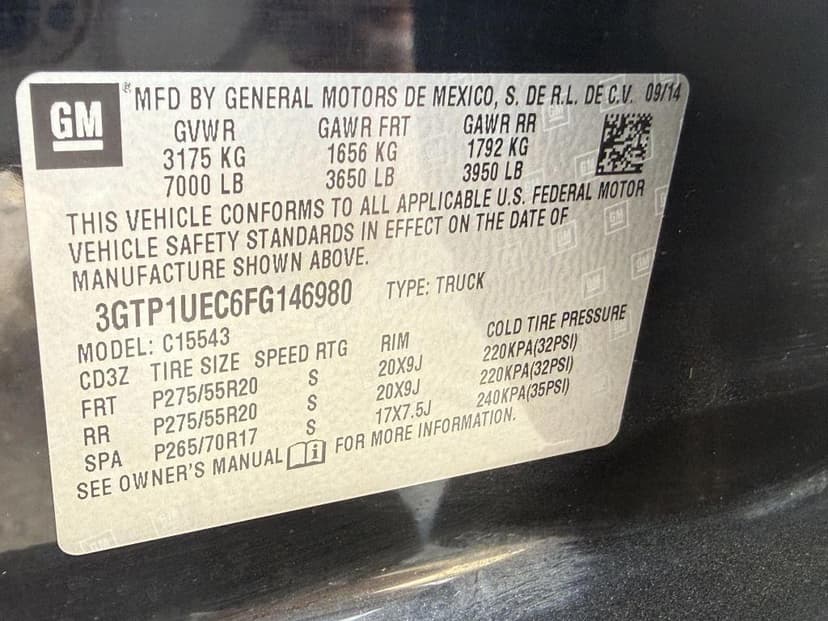 GM
MFD BY GENERAL MOTORS DE MEXICO, S. DE R.L. DE C.V. 09/14
GVWR GAWR FRT GAWR RR
3175 KG 1656 KG 1792 KG
7000 LB 3650 LB 3950 LB
THIS VEHICLE CONFORMS TO ALL APPLICABLE U.S. FEDERAL MOTOR
VEHICLE SAFETY STANDARDS IN EFFECT ON THE DATE OF
MANUFACTURE SHOWN ABOVE.
3GTP1UEC6FG146980 TYPE: TRUCK
MODEL: C15543
CD3Z TIRE SIZE SPEED RTG RIM COLD TIRE PRESSURE
FRT P275/55R20 S 20X9J 220KPA(32PSI)
RR P275/55R20 S 20X9J 220KPA(32PSI)
SPA P265/70R17 S 17X7.5J 240KPA(35PSI)
SEE OWNER'S MANUAL i FOR MORE INFORMATION.